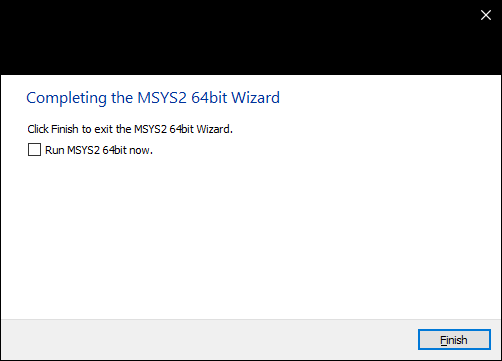 Completing the MSYS2 64bit Wizard
Click Finish to exit the MSYS2 64bit Wizard.
Run MSYS2 64bit now.
Finish